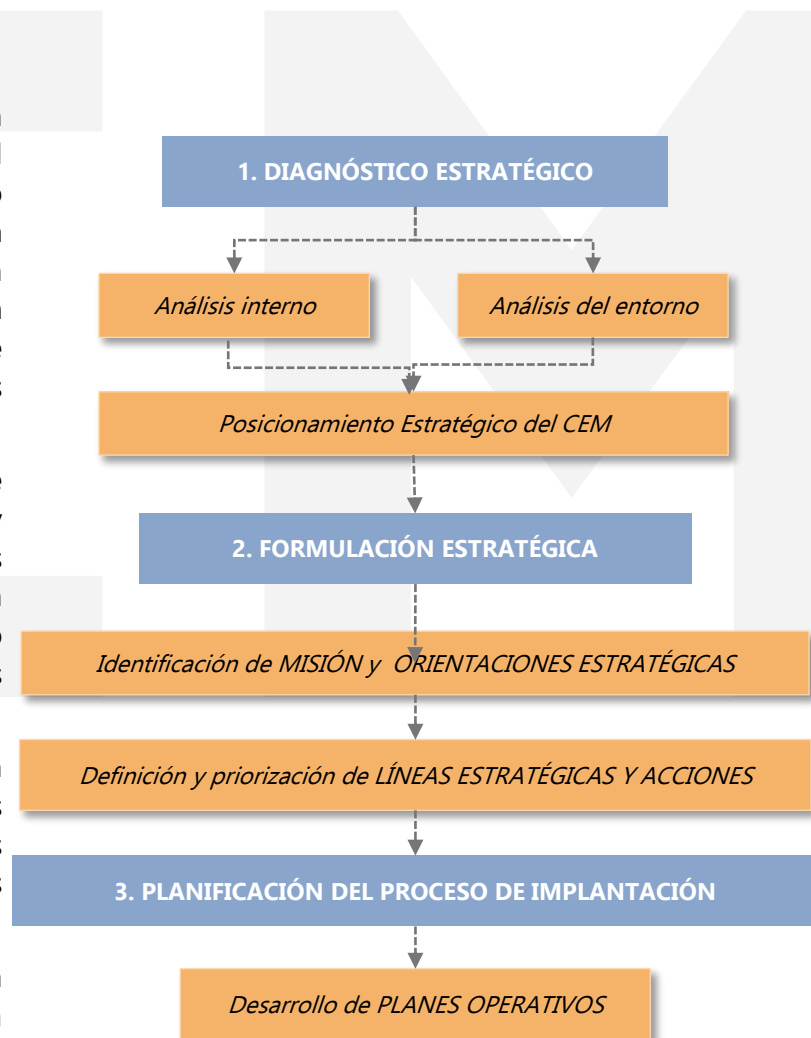 1. DIAGNÓSTICO ESTRATÉGICO
Análisis interno
Análisis del entorno
Posicionamiento Estratégico del CEM
2. FORMULACIÓN ESTRATÉGICA
Identificación de MISIÓN y ORIENTACIONES ESTRATÉGICAS
Definición y priorización de LÍNEAS ESTRATÉGICAS Y ACCIONES
3. PLANIFICACIÓN DEL PROCESO DE IMPLANTACIÓN
Desarrollo de PLANES OPERATIVOS